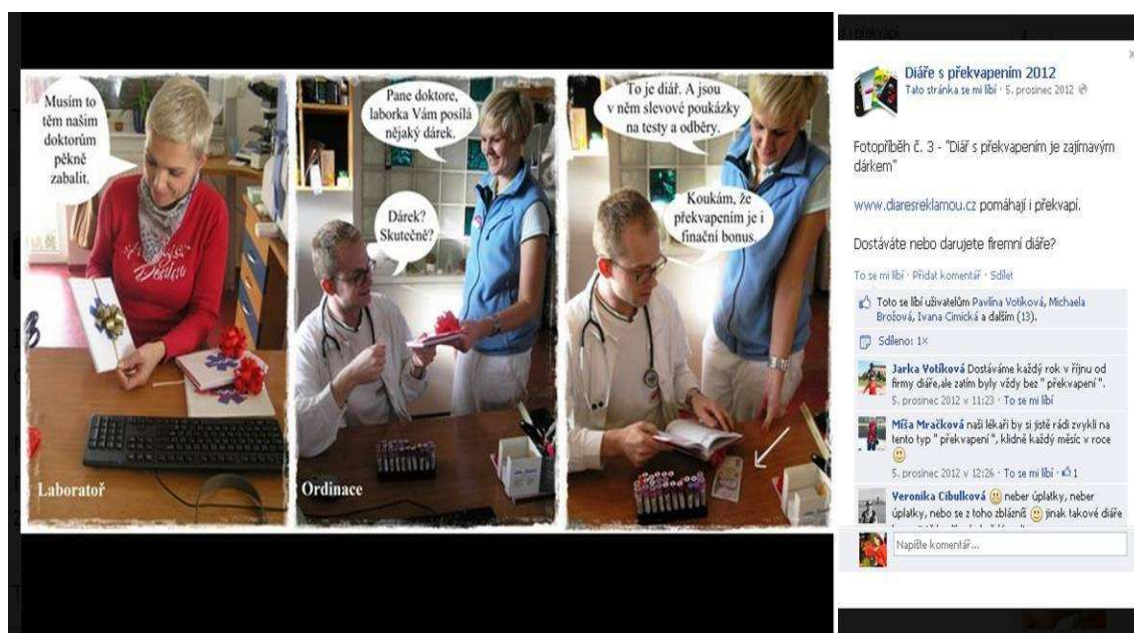 Musím to
těm našim
doktorům
pěkně
zabalit.
Laboratoř
Pane doktore,
laborka Vám posílá
nějaký dárek.
Dárek?
Skutečně?
Ordinace
To je diář. A jsou
v něm slevové poukázky
na testy a odběry.
Koukám, že
překvapením je i
finační bonus.
Diáře s překvapením 2012
Tato stránka se mi líbí · 5. prosinec 2012
Fotopříběh č. 3 - "Diář s překvapením je zajímavým
dárkem"
www.diaresreklamou.cz pomáhají i překvapí.
Dostáváte nebo darujete firemní diáře?
To se mi líbí · Přidat komentář · Sdílet
Toto se líbí uživatelům Pavlína Votíková, Michaela
Brožová, Ivana Cimická a dalším (13).
Sdíleno: 1×
Jarka Votíková Dostáváme každý rok v říjnu od
firmy diáře,ale zatím byly vždy bez " překvapení ".
5. prosinec 2012 v 11:23 · To se mi líbí
Míša Mračková naši lékaři by si jistě rádi zvykli na
tento typ " překvapení ", klidně každý měsíc v roce
5. prosinec 2012 v 12:26 · To se mi líbí · 1
Veronika Cibulková neber úplatky, neber
úplatky, nebo se z toho zblázníš jinak takové diáře
Napište komentář...